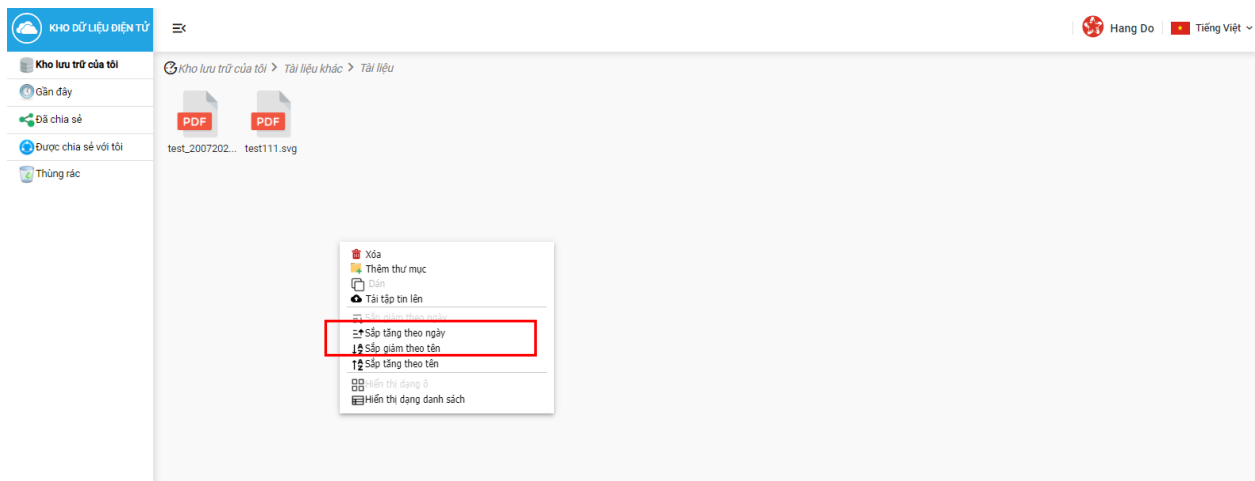 KHO DỮ LIỆU ĐIỆN TỬ
Hang Do
Tiếng Việt
Kho lưu trữ của tôi
Gần đây
Đã chia sẻ
Được chia sẻ với tôi
Thùng rác
Kho lưu trữ của tôi > Tài liệu khác > Tài liệu
PDF PDF
test_2007202... test111.svg
Xóa
Thêm thư mục
Dán
Tải tập tin lên
Sắp giảm theo ngày
Sắp tăng theo ngày
Sắp giảm theo tên
Sắp tăng theo tên
Hiển thị dạng ô
Hiển thị dạng danh sách